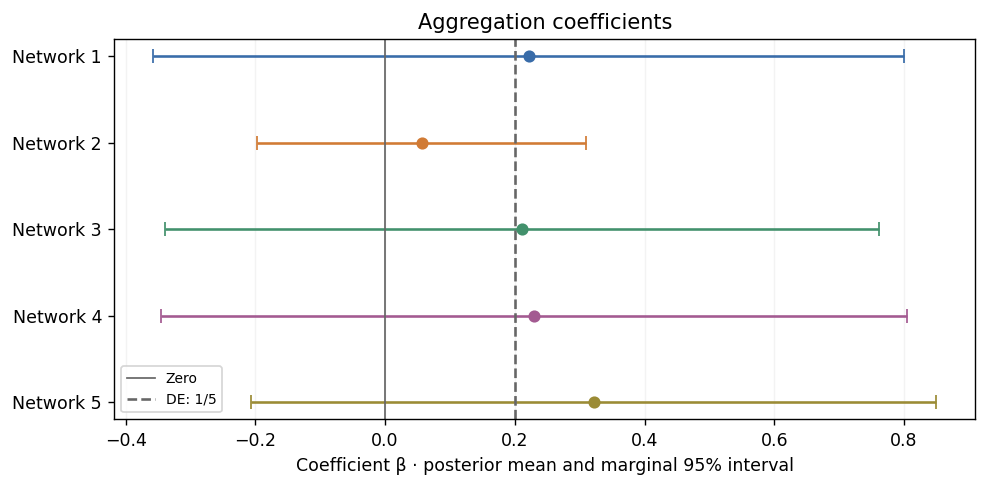 Aggregation coefficients
Network 1
Network 2
Network 3
Network 4
Network 5
Zero
DE: 1/5
−0.4 −0.2 0.0 0.2 0.4 0.6 0.8
Coefficient β · posterior mean and marginal 95% interval